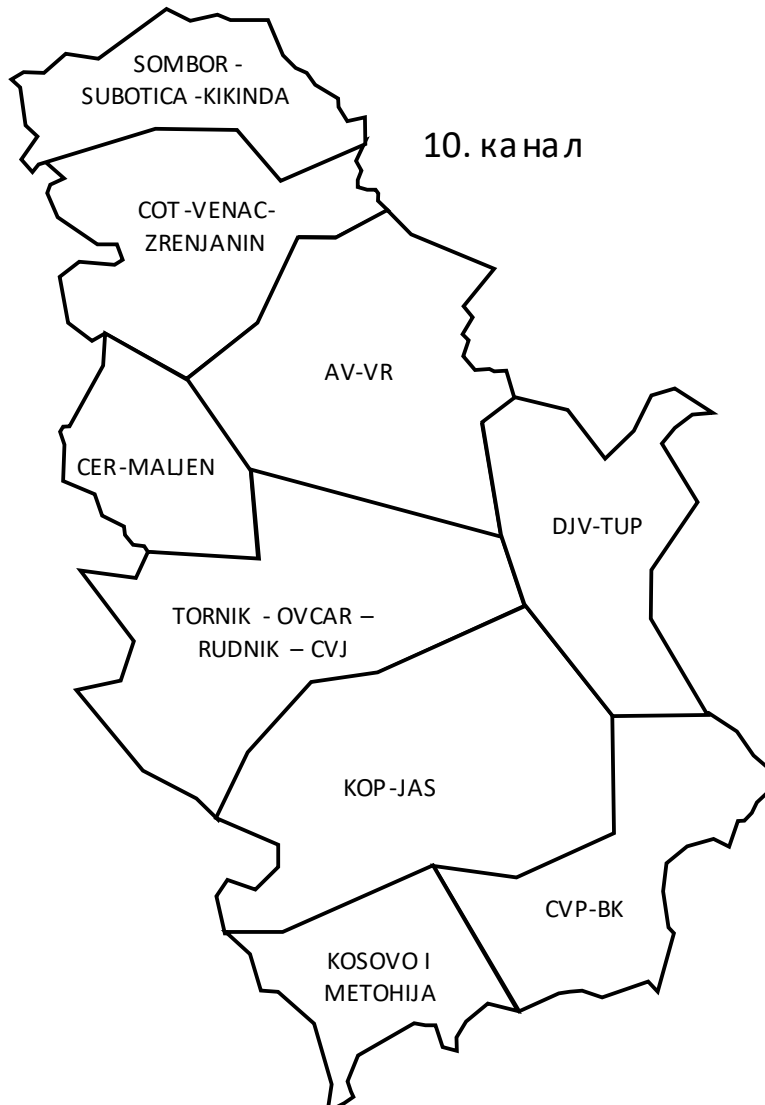 SOMBOR -
SUBOTICA -KIKINDA
10. канал
COT -VENAC-
ZRENJANIN
AV-VR
CER-MALJEN
DJV-TUP
TORNIK - OVCAR –
RUDNIK – CVJ
KOP-JAS
CVP-BK
KOSOVO I
METOHIJA